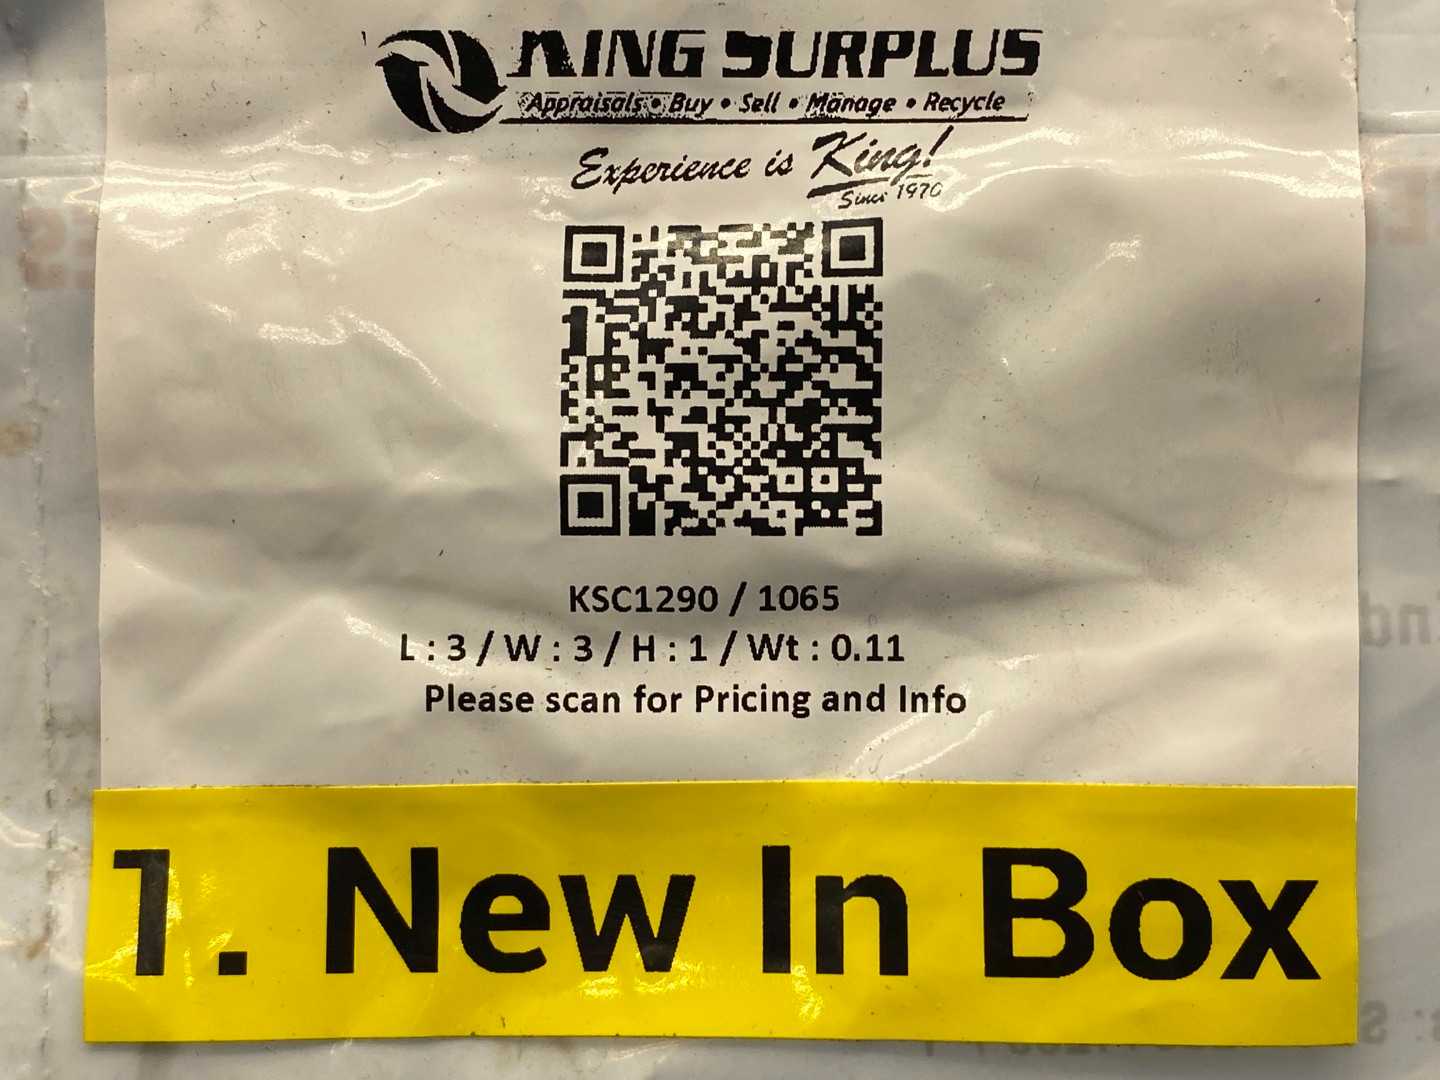 KING SURPLUS
Appraisals • Buy • Sell • Manage • Recycle
Experience is King!
Since 1970
KSC1290 / 1065
L : 3 / W : 3 / H : 1 / Wt : 0.11
Please scan for Pricing and Info
1. New In Box